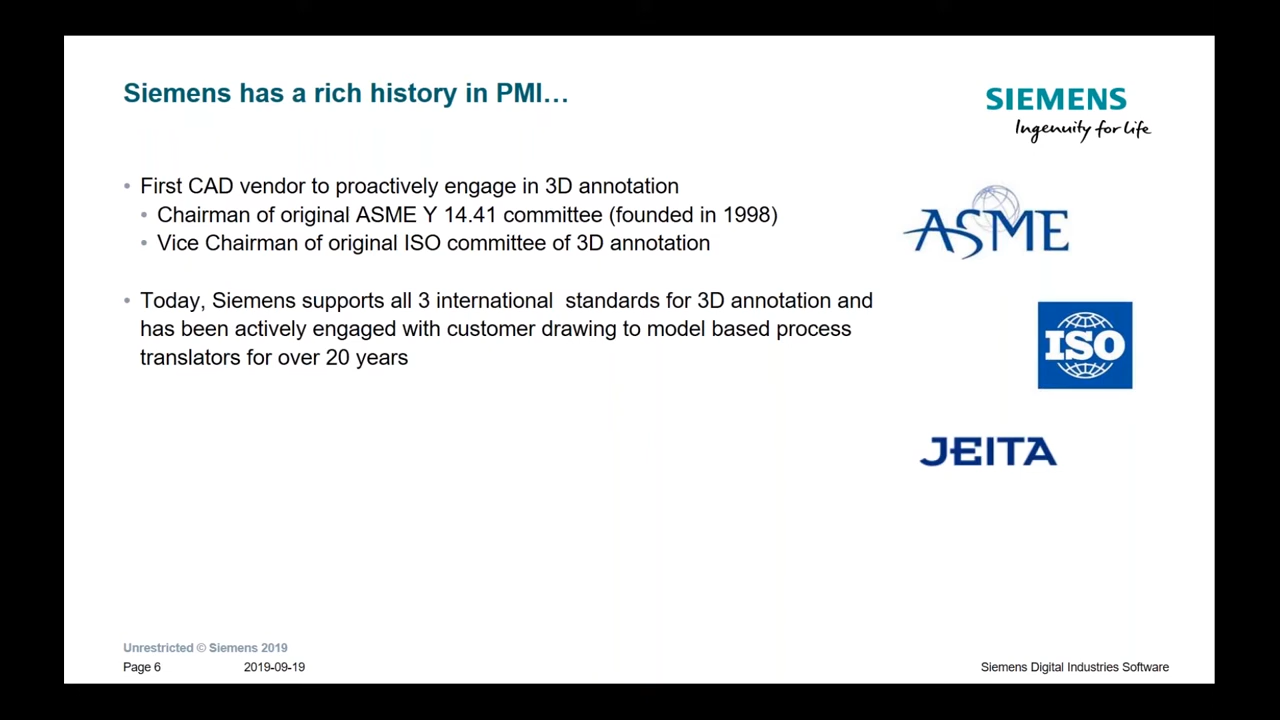 Siemens has a rich history in PMI…
SIEMENS
Ingenuity for life
• First CAD vendor to proactively engage in 3D annotation
• Chairman of original ASME Y 14.41 committee (founded in 1998)
• Vice Chairman of original ISO committee of 3D annotation
ASME
• Today, Siemens supports all 3 international  standards for 3D annotation and
has been actively engaged with customer drawing to model based process
translators for over 20 years
ISO
JEITA
Unrestricted © Siemens 2019
Page 6 2019-09-19 Siemens Digital Industries Software